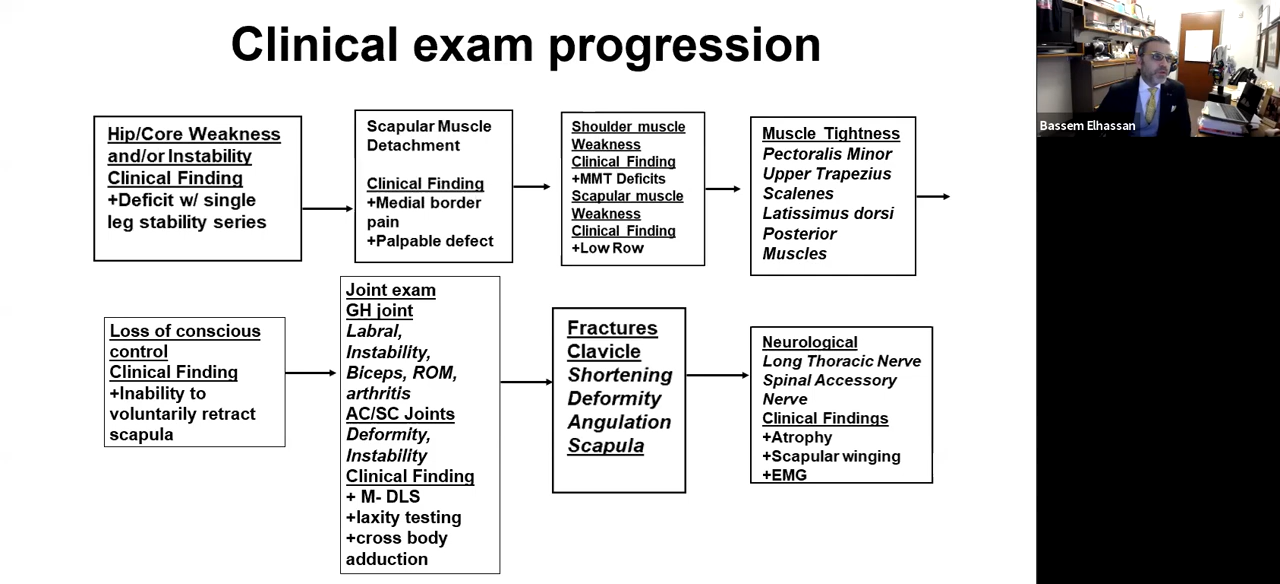 Clinical exam progression
Hip/Core Weakness
and/or Instability
Clinical Finding
+Deficit w/ single
leg stability series
Scapular Muscle
Detachment
Clinical Finding
+Medial border
pain
+Palpable defect
Shoulder muscle
Weakness
Clinical Finding
+MMT Deficits
Scapular muscle
Weakness
Clinical Finding
+Low Row
Muscle Tightness
Pectoralis Minor
Upper Trapezius
Scalenes
Latissimus dorsi
Posterior
Muscles
Loss of conscious
control
Clinical Finding
+Inability to
voluntarily retract
scapula
Joint exam
GH joint
Labral,
Instability,
Biceps, ROM,
arthritis
AC/SC Joints
Deformity,
Instability
Clinical Finding
+ M- DLS
+laxity testing
+cross body
adduction
Fractures
Clavicle
Shortening
Deformity
Angulation
Scapula
Neurological
Long Thoracic Nerve
Spinal Accessory
Nerve
Clinical Findings
+Atrophy
+Scapular winging
+EMG
Bassem Elhassan